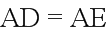 AD = AE